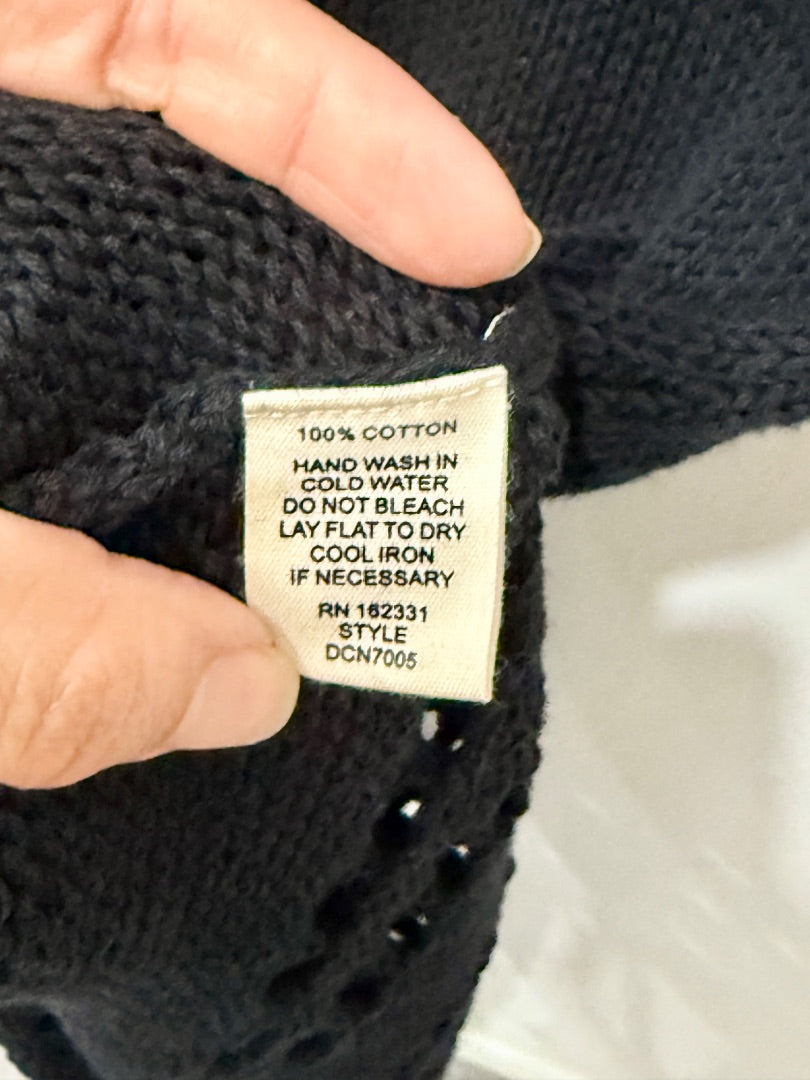 100% COTTON
HAND WASH IN
COLD WATER
DO NOT BLEACH
LAY FLAT TO DRY
COOL IRON
IF NECESSARY
RN 162331
STYLE
DCN7005